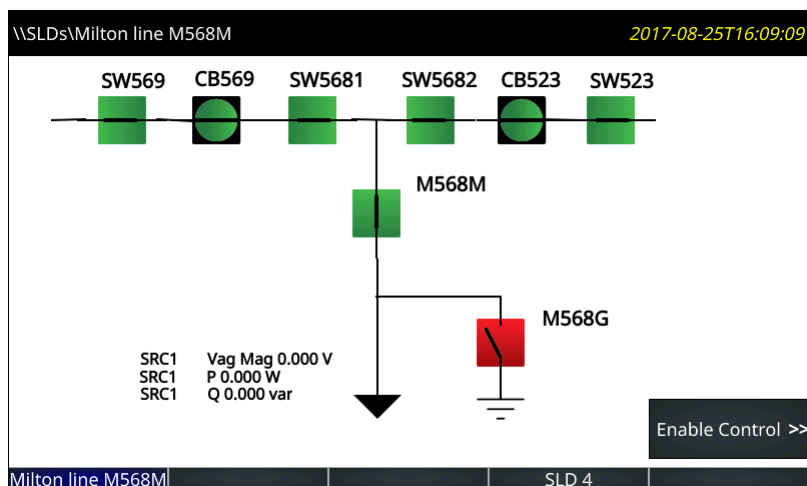 \\SLDs\Milton line M568M 2017-08-25T16:09:09
SW569 CB569 SW5681 SW5682 CB523 SW523
M568M
M568G
SRC1 Vag Mag 0.000 V
SRC1 P 0.000 W
SRC1 Q 0.000 var
Enable Control >>
Milton line M568M SLD 4